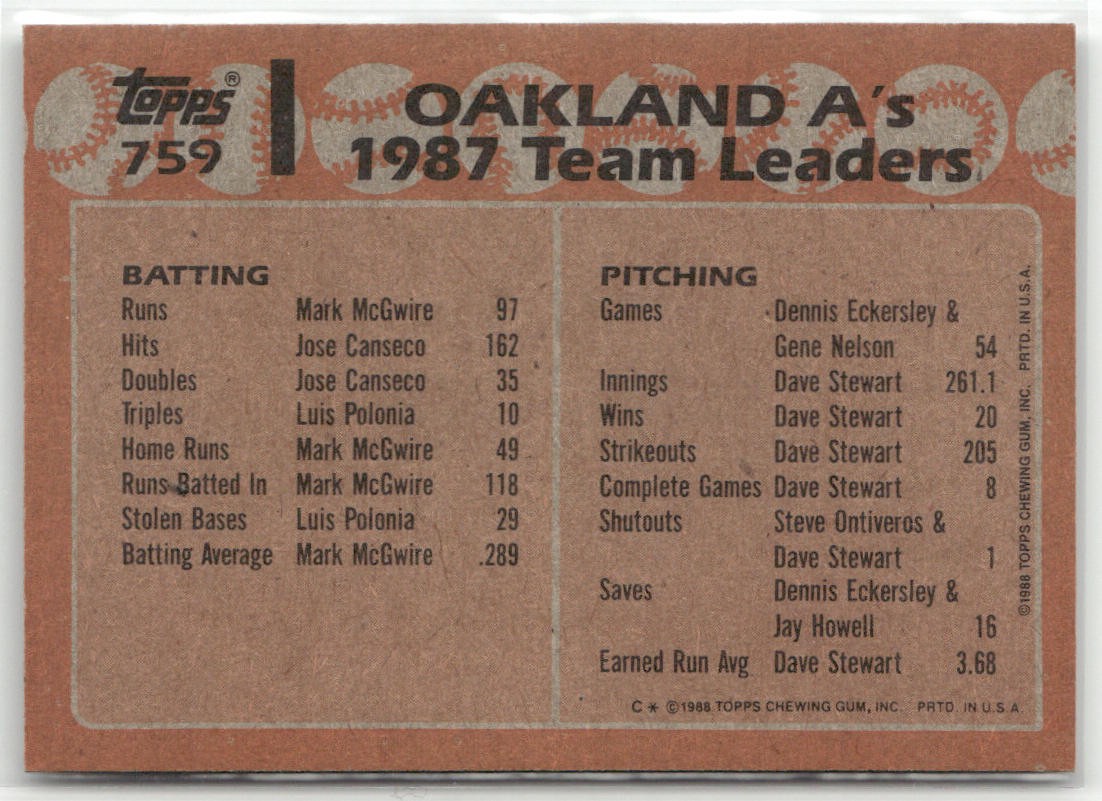 topps®
759
OAKLAND A's
1987 Team Leaders
BATTING
Runs Mark McGwire 97
Hits Jose Canseco 162
Doubles Jose Canseco 35
Triples Luis Polonia 10
Home Runs Mark McGwire 49
Runs Batted In Mark McGwire 118
Stolen Bases Luis Polonia 29
Batting Average Mark McGwire .289
PITCHING
Games Dennis Eckersley &
Gene Nelson 54
Innings Dave Stewart 261.1
Wins Dave Stewart 20
Strikeouts Dave Stewart 205
Complete Games Dave Stewart 8
Shutouts Steve Ontiveros &
Dave Stewart 1
Saves Dennis Eckersley &
Jay Howell 16
Earned Run Avg Dave Stewart 3.68
C * ©1988 TOPPS CHEWING GUM, INC. PRTD. IN U.S.A.
©1988 TOPPS CHEWING GUM, INC. PRTD. IN U.S.A.